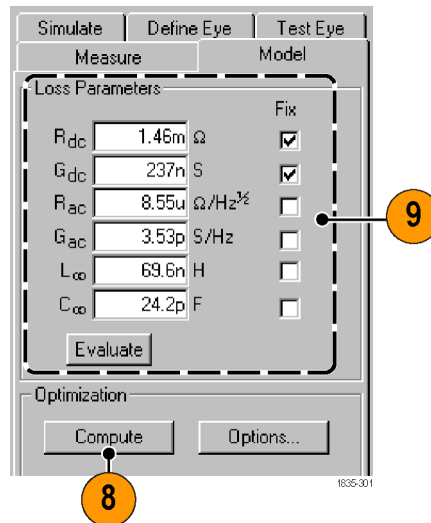 Simulate Define Eye Test Eye
Measure Model
Loss Parameters
Fix
Rdc 1.46m Ω
Gdc 237n S
Rac 8.55u Ω/Hz½
Gac 3.53p S/Hz
L∞ 69.6n H
C∞ 24.2p F
Evaluate
9
Optimization
Compute Options...
8
1835-301